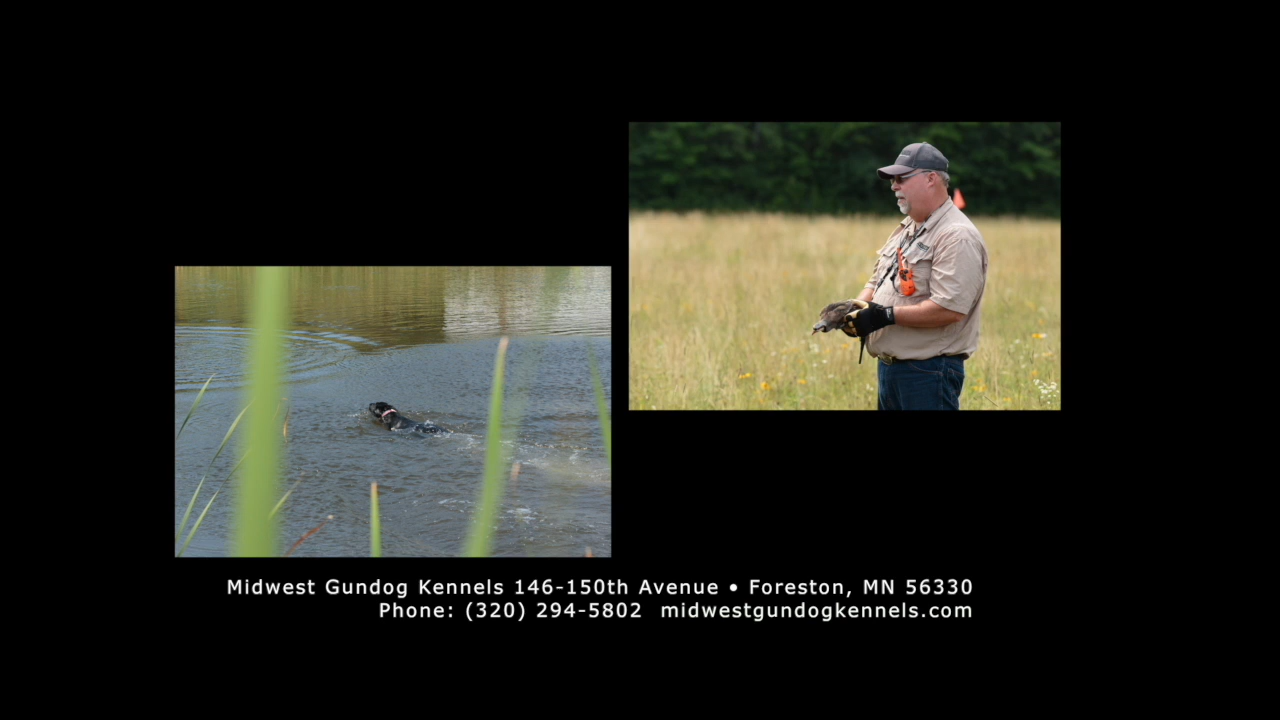 Midwest Gundog Kennels 146-150th Avenue • Foreston, MN 56330
Phone: (320) 294-5802 midwestgundogkennels.com